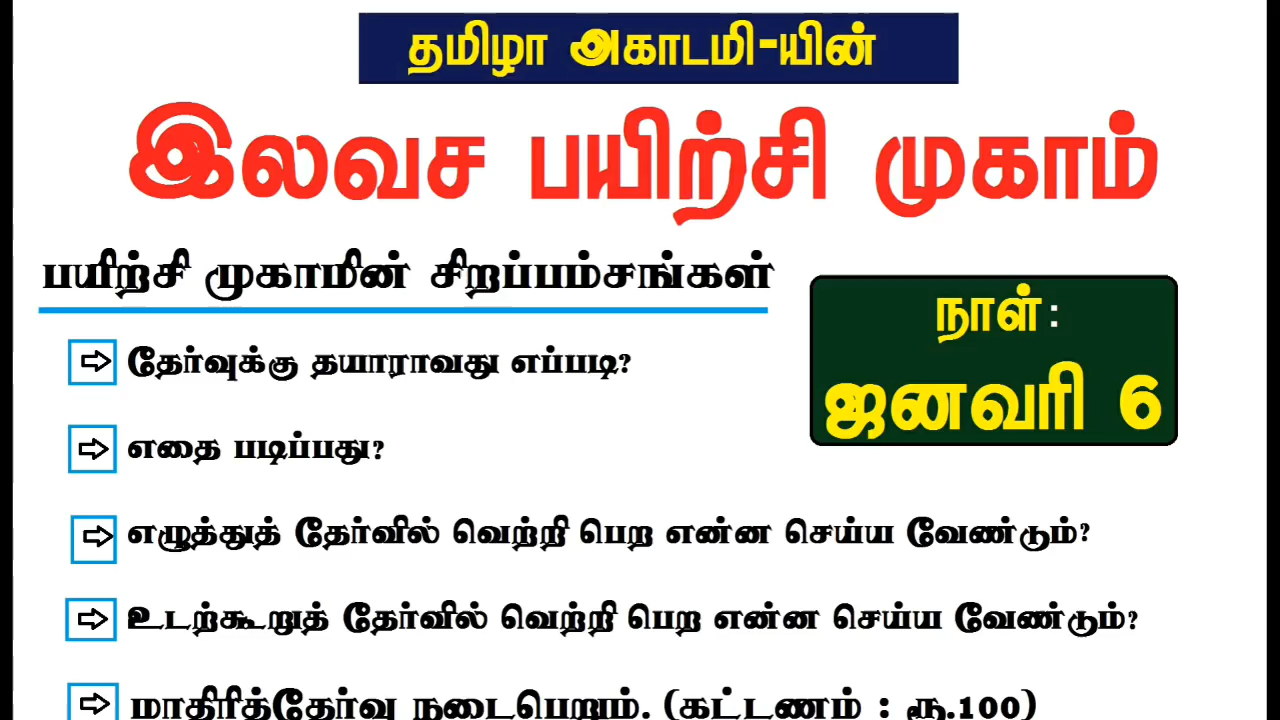 தமிழா அகாடமி-யின்
இலவச பயிற்சி முகாம்
பயிற்சி முகாமின் சிறப்பம்சங்கள்
நாள் :
ஜனவரி 6
தேர்வுக்கு தயாராவது எப்படி?
எதை படிப்பது?
எழுத்துத் தேர்வில் வெற்றி பெற என்ன செய்ய வேண்டும்?
உடற்கூறுத் தேர்வில் வெற்றி பெற என்ன செய்ய வேண்டும்?
மாதிரித்தேர்வு நடைபெறும். (கட்டணம் : ரூ.100)